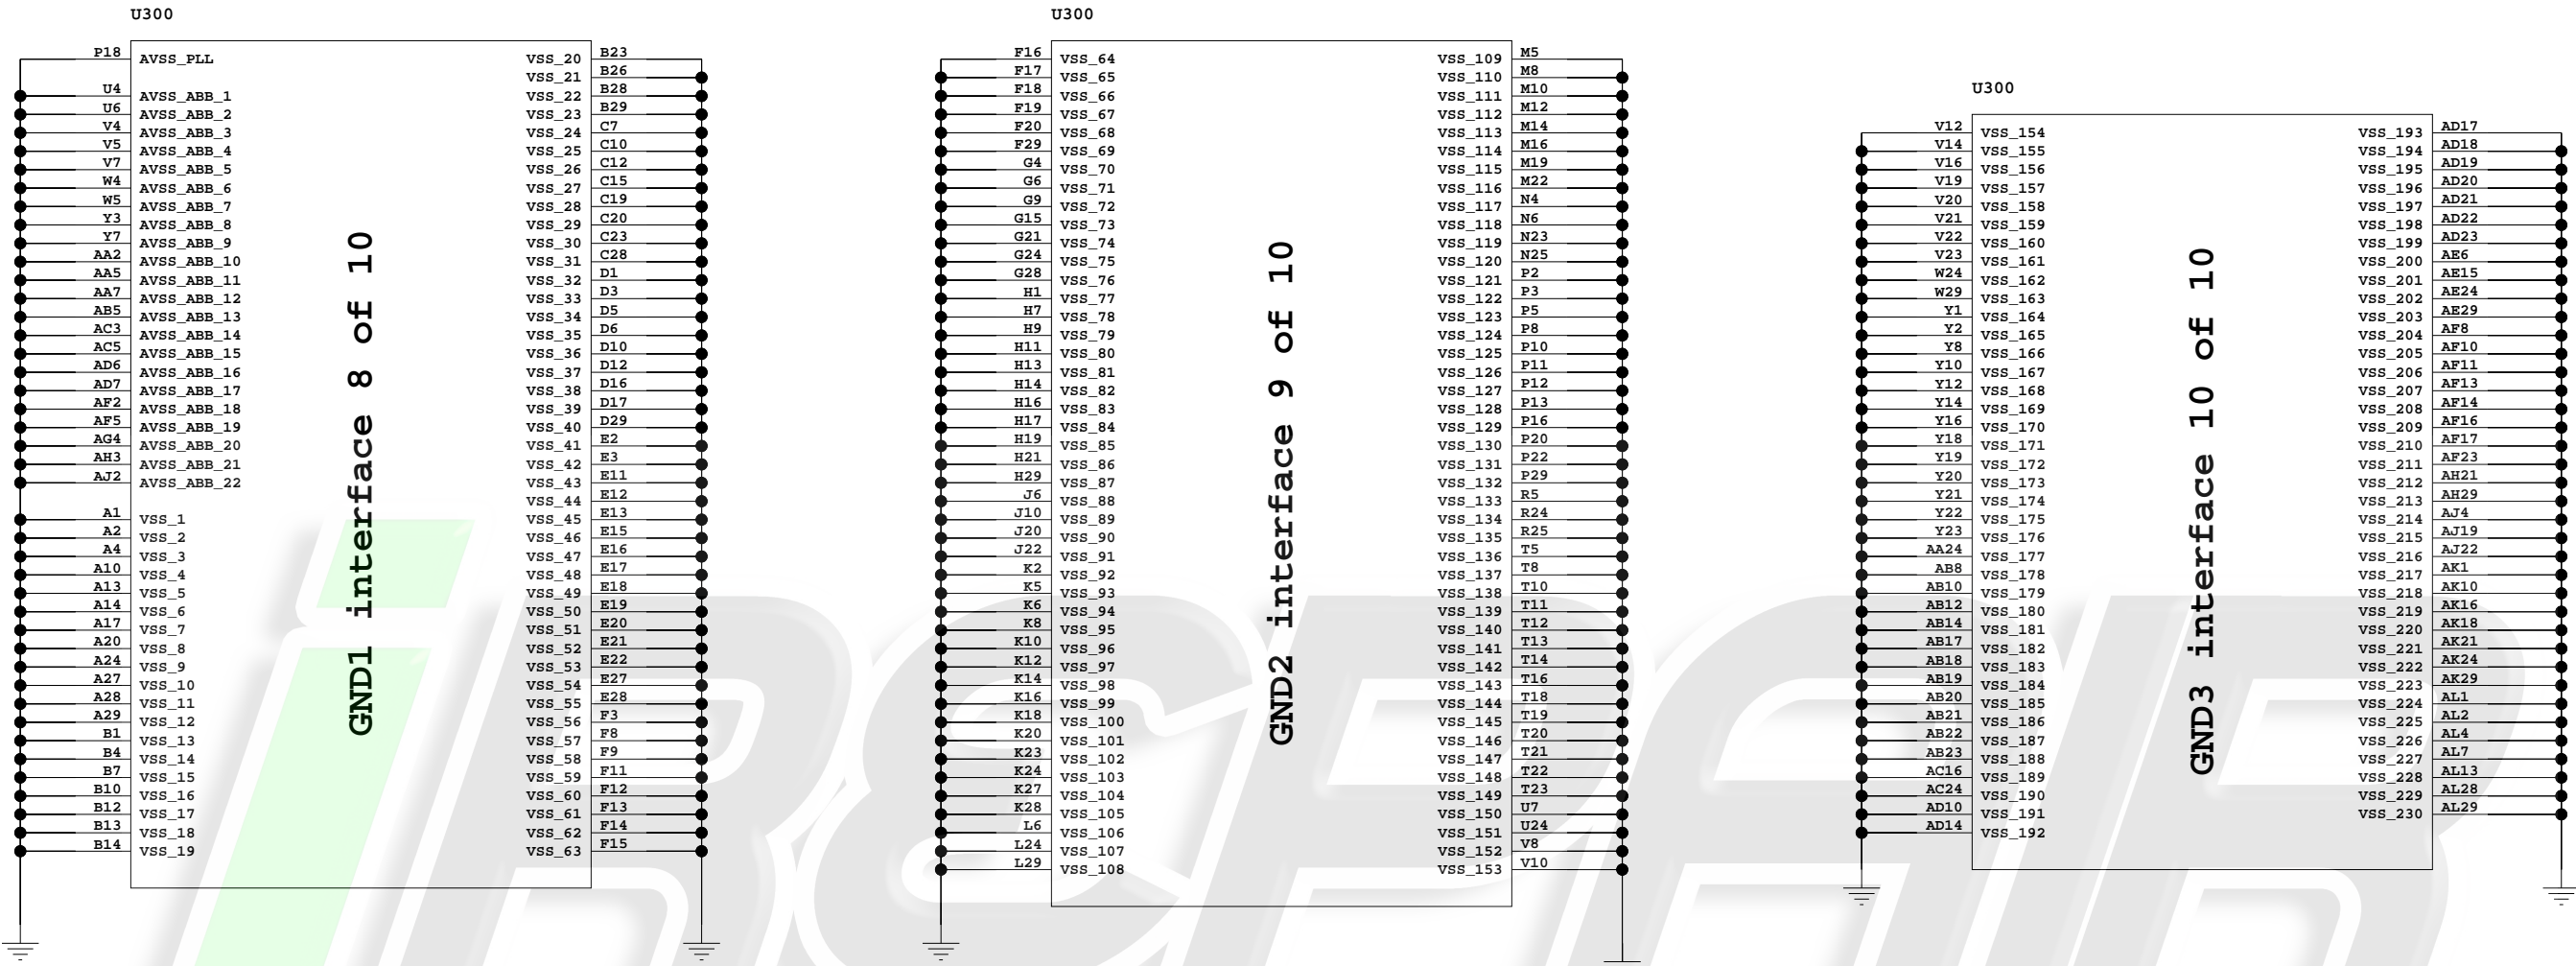 U300
P18 AVSS_PLL
U4 AVSS_ABB_1
U6 AVSS_ABB_2
V4 AVSS_ABB_3
V5 AVSS_ABB_4
V7 AVSS_ABB_5
W4 AVSS_ABB_6
W5 AVSS_ABB_7
Y3 AVSS_ABB_8
Y7 AVSS_ABB_9
AA2 AVSS_ABB_10
AA5 AVSS_ABB_11
AA7 AVSS_ABB_12
AB5 AVSS_ABB_13
AC3 AVSS_ABB_14
AC5 AVSS_ABB_15
AD6 AVSS_ABB_16
AD7 AVSS_ABB_17
AF2 AVSS_ABB_18
AF5 AVSS_ABB_19
AG4 AVSS_ABB_20
AH3 AVSS_ABB_21
AJ2 AVSS_ABB_22
A1 VSS_1
A2 VSS_2
A4 VSS_3
A10 VSS_4
A13 VSS_5
A14 VSS_6
A17 VSS_7
A20 VSS_8
A24 VSS_9
A27 VSS_10
A28 VSS_11
A29 VSS_12
B1 VSS_13
B4 VSS_14
B7 VSS_15
B10 VSS_16
B12 VSS_17
B13 VSS_18
B14 VSS_19
GND1 interface 8 of 10
VSS_20 B23
VSS_21 B26
VSS_22 B28
VSS_23 B29
VSS_24 C7
VSS_25 C10
VSS_26 C12
VSS_27 C15
VSS_28 C19
VSS_29 C20
VSS_30 C23
VSS_31 C28
VSS_32 D1
VSS_33 D3
VSS_34 D5
VSS_35 D6
VSS_36 D10
VSS_37 D12
VSS_38 D16
VSS_39 D17
VSS_40 D29
VSS_41 E2
VSS_42 E3
VSS_43 E11
VSS_44 E12
VSS_45 E13
VSS_46 E15
VSS_47 E16
VSS_48 E17
VSS_49 E18
VSS_50 E19
VSS_51 E20
VSS_52 E21
VSS_53 E22
VSS_54 E27
VSS_55 E28
VSS_56 F3
VSS_57 F8
VSS_58 F9
VSS_59 F11
VSS_60 F12
VSS_61 F13
VSS_62 F14
VSS_63 F15
U300
F16 VSS_64
F17 VSS_65
F18 VSS_66
F19 VSS_67
F20 VSS_68
F29 VSS_69
G4 VSS_70
G6 VSS_71
G9 VSS_72
G15 VSS_73
G21 VSS_74
G24 VSS_75
G28 VSS_76
H1 VSS_77
H7 VSS_78
H9 VSS_79
H11 VSS_80
H13 VSS_81
H14 VSS_82
H16 VSS_83
H17 VSS_84
H19 VSS_85
H21 VSS_86
H29 VSS_87
J6 VSS_88
J10 VSS_89
J20 VSS_90
J22 VSS_91
K2 VSS_92
K5 VSS_93
K6 VSS_94
K8 VSS_95
K10 VSS_96
K12 VSS_97
K14 VSS_98
K16 VSS_99
K18 VSS_100
K20 VSS_101
K23 VSS_102
K24 VSS_103
K27 VSS_104
K28 VSS_105
L6 VSS_106
L24 VSS_107
L29 VSS_108
GND2 interface 9 of 10
VSS_109 M5
VSS_110 M8
VSS_111 M10
VSS_112 M12
VSS_113 M14
VSS_114 M16
VSS_115 M19
VSS_116 M22
VSS_117 N4
VSS_118 N6
VSS_119 N23
VSS_120 N25
VSS_121 P2
VSS_122 P3
VSS_123 P5
VSS_124 P8
VSS_125 P10
VSS_126 P11
VSS_127 P12
VSS_128 P13
VSS_129 P16
VSS_130 P20
VSS_131 P22
VSS_132 P29
VSS_133 R5
VSS_134 R24
VSS_135 R25
VSS_136 T5
VSS_137 T8
VSS_138 T10
VSS_139 T11
VSS_140 T12
VSS_141 T13
VSS_142 T14
VSS_143 T16
VSS_144 T18
VSS_145 T19
VSS_146 T20
VSS_147 T21
VSS_148 T22
VSS_149 T23
VSS_150 U7
VSS_151 U24
VSS_152 V8
VSS_153 V10
U300
V12 VSS_154
V14 VSS_155
V16 VSS_156
V19 VSS_157
V20 VSS_158
V21 VSS_159
V22 VSS_160
V23 VSS_161
W24 VSS_162
W29 VSS_163
Y1 VSS_164
Y2 VSS_165
Y8 VSS_166
Y10 VSS_167
Y12 VSS_168
Y14 VSS_169
Y16 VSS_170
Y18 VSS_171
Y19 VSS_172
Y20 VSS_173
Y21 VSS_174
Y22 VSS_175
Y23 VSS_176
AA24 VSS_177
AB8 VSS_178
AB10 VSS_179
AB12 VSS_180
AB14 VSS_181
AB17 VSS_182
AB18 VSS_183
AB19 VSS_184
AB20 VSS_185
AB21 VSS_186
AB22 VSS_187
AB23 VSS_188
AC16 VSS_189
AC24 VSS_190
AD10 VSS_191
AD14 VSS_192
GND3 interface 10 of 10
VSS_193 AD17
VSS_194 AD18
VSS_195 AD19
VSS_196 AD20
VSS_197 AD21
VSS_198 AD22
VSS_199 AD23
VSS_200 AE6
VSS_201 AE15
VSS_202 AE24
VSS_203 AE29
VSS_204 AF8
VSS_205 AF10
VSS_206 AF11
VSS_207 AF13
VSS_208 AF14
VSS_209 AF16
VSS_210 AF17
VSS_211 AF23
VSS_212 AH21
VSS_213 AH29
VSS_214 AJ4
VSS_215 AJ19
VSS_216 AJ22
VSS_217 AK1
VSS_218 AK10
VSS_219 AK16
VSS_220 AK18
VSS_221 AK21
VSS_222 AK24
VSS_223 AK29
VSS_224 AL1
VSS_225 AL2
VSS_226 AL4
VSS_227 AL7
VSS_228 AL13
VSS_229 AL28
VSS_230 AL29